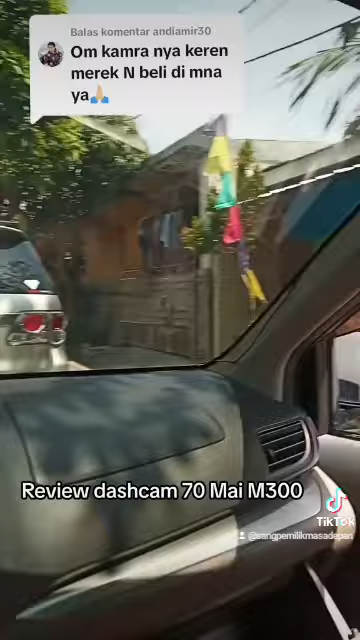 Balas komentar andiamir30
Om kamra nya keren
merek N beli di mna
ya🙏
Review dashcam 70 Mai M300
TikTok
@sangpemilikmasadepan